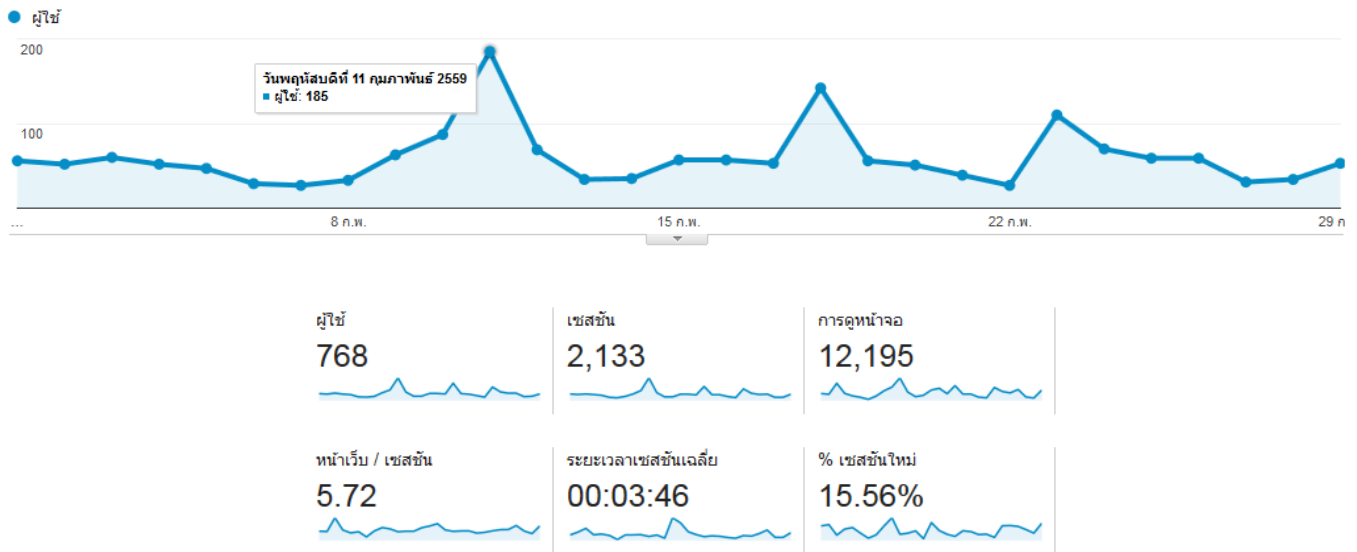 ผู้ใช้
200
วันพฤหัสบดีที่ 11 กุมภาพันธ์ 2559
ผู้ใช้: 185
100
... 8 ก.พ. 15 ก.พ. 22 ก.พ. 29 ก
ผู้ใช้ เซสชัน การดูหน้าจอ
768 2,133 12,195
หน้าเว็บ / เซสชัน ระยะเวลาเซสชันเฉลี่ย % เซสชันใหม่
5.72 00:03:46 15.56%